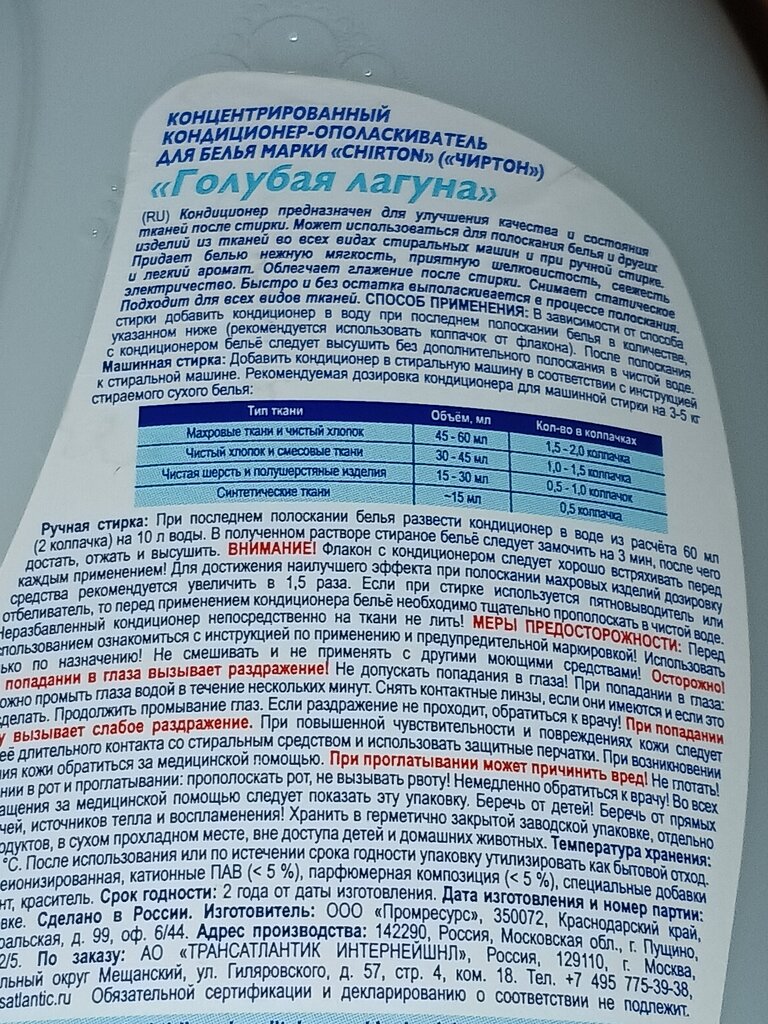 КОНЦЕНТРИРОВАННЫЙ
КОНДИЦИОНЕР-ОПОЛАСКИВАТЕЛЬ
ДЛЯ БЕЛЬЯ МАРКИ «CHIRTON» («ЧИРТОН»)
«Голубая лагуна»
(RU) Кондиционер предназначен для улучшения качества и состояния
тканей после стирки. Может использоваться для полоскания белья и других
изделий из тканей во всех видах стиральных машин и при ручной стирке.
Придает белью нежную мягкость, приятную шелковистость, свежесть
и легкий аромат. Облегчает глажение после стирки. Снимает статическое
электричество. Быстро и без остатка выполаскивается в процессе полоскания.
Подходит для всех видов тканей. СПОСОБ ПРИМЕНЕНИЯ: В зависимости от способа
стирки добавить кондиционер в воду при последнем полоскании белья в количестве,
указанном ниже (рекомендуется использовать колпачок от флакона). После полоскания
с кондиционером бельё следует высушить без дополнительного полоскания в чистой воде.
Машинная стирка: Добавить кондиционер в стиральную машину в соответствии с инструкцией
к стиральной машине. Рекомендуемая дозировка кондиционера для машинной стирки на 3-5 кг
стираемого сухого белья:
Тип ткани Объём, мл Кол-во в колпачках
Махровые ткани и чистый хлопок 45 - 60 мл 1,5 - 2,0 колпачка
Чистый хлопок и смесовые ткани 30 - 45 мл 1,0 - 1,5 колпачка
Чистая шерсть и полушерстяные изделия 15 - 30 мл 0,5 - 1,0 колпачок
Синтетические ткани ~15 мл 0,5 колпачка
Ручная стирка: При последнем полоскании белья развести кондиционер в воде из расчёта 60 мл
(2 колпачка) на 10 л воды. В полученном растворе стираное бельё следует замочить на 3 мин, после чего
достать, отжать и высушить. ВНИМАНИЕ! Флакон с кондиционером следует хорошо встряхивать перед
каждым применением! Для достижения наилучшего эффекта при полоскании махровых изделий дозировку
средства рекомендуется увеличить в 1,5 раза. Если при стирке используется пятновыводитель или
отбеливатель, то перед применением кондиционера бельё необходимо тщательно прополоскать в чистой воде.
Неразбавленный кондиционер непосредственно на ткани не лить! МЕРЫ ПРЕДОСТОРОЖНОСТИ: Перед
ознакомиться с инструкцией по применению и предупредительной маркировкой! Использовать
по назначению! Не смешивать и не применять с другими моющими средствами! Осторожно!
попадании в глаза вызывает раздражение! Не допускать попадания в глаза! При попадании в глаза:
промыть глаза водой в течение нескольких минут. Снять контактные линзы, если они имеются и если это
сделать. Продолжить промывание глаз. Если раздражение не проходит, обратиться к врачу! При попадании
вызывает слабое раздражение. При повышенной чувствительности и повреждениях кожи следует
длительного контакта со стиральным средством и использовать защитные перчатки. При возникновении
кожи обратиться за медицинской помощью. При проглатывании может причинить вред! Не глотать!
в рот и проглатывании: прополоскать рот, не вызывать рвоту! Немедленно обратиться к врачу! Во всех
за медицинской помощью следует показать эту упаковку. Беречь от детей! Беречь от прямых
источников тепла и воспламенения! Хранить в герметично закрытой заводской упаковке, отдельно
в сухом прохладном месте, вне доступа детей и домашних животных. Температура хранения:
°C. После использования или по истечении срока годности упаковку утилизировать как бытовой отход.
катионные ПАВ (< 5 %), парфюмерная композиция (< 5 %), специальные добавки
краситель. Срок годности: 2 года от даты изготовления. Дата изготовления и номер партии:
Сделано в России. Изготовитель: ООО «Промресурс», 350072, Краснодарский край,
д. 99, оф. 6/44. Адрес производства: 142290, Россия, Московская обл., г. Пущино,
По заказу: АО «ТРАНСАТЛАНТИК ИНТЕРНЕЙШНЛ», Россия, 129110, г. Москва,
округ Мещанский, ул. Гиляровского, д. 57, стр. 4, ком. 18. Тел. +7 495 775-39-38,
satlantic.ru Обязательной сертификации и декларированию о соответствии не подлежит.